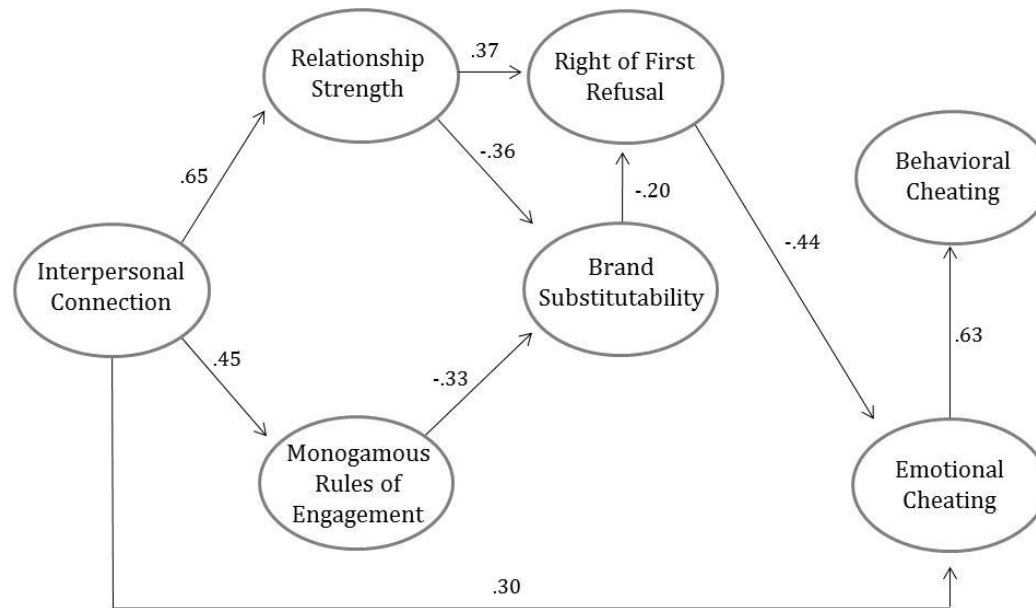 Relationship
Strength
.37
Right of First
Refusal
Behavioral
Cheating
.65
-.36
-.20
-.44
Interpersonal
Connection
Brand
Substitutability
.45
-.33
.63
Monogamous
Rules of
Engagement
Emotional
Cheating
.30